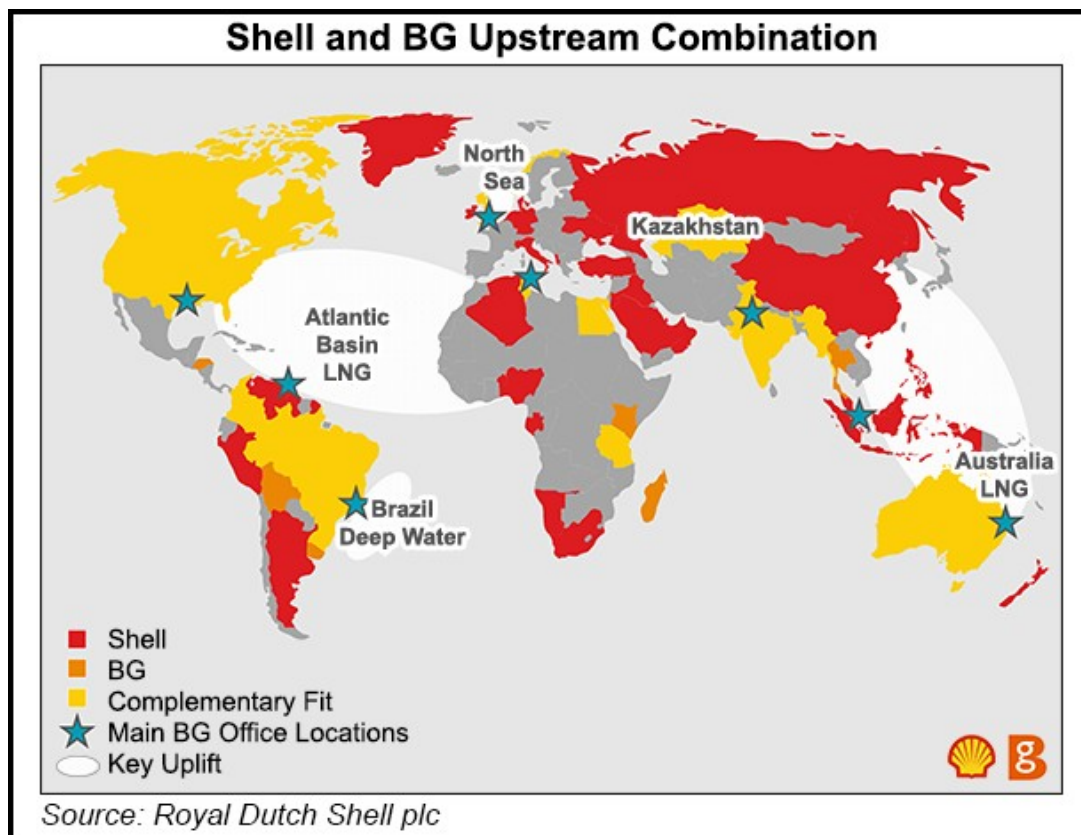 Shell and BG Upstream Combination
North
Sea
Kazakhstan
Atlantic
Basin
LNG
Australia
LNG
Brazil
Deep Water
Shell
BG
Complementary Fit
Main BG Office Locations
Key Uplift
BG
Source: Royal Dutch Shell plc